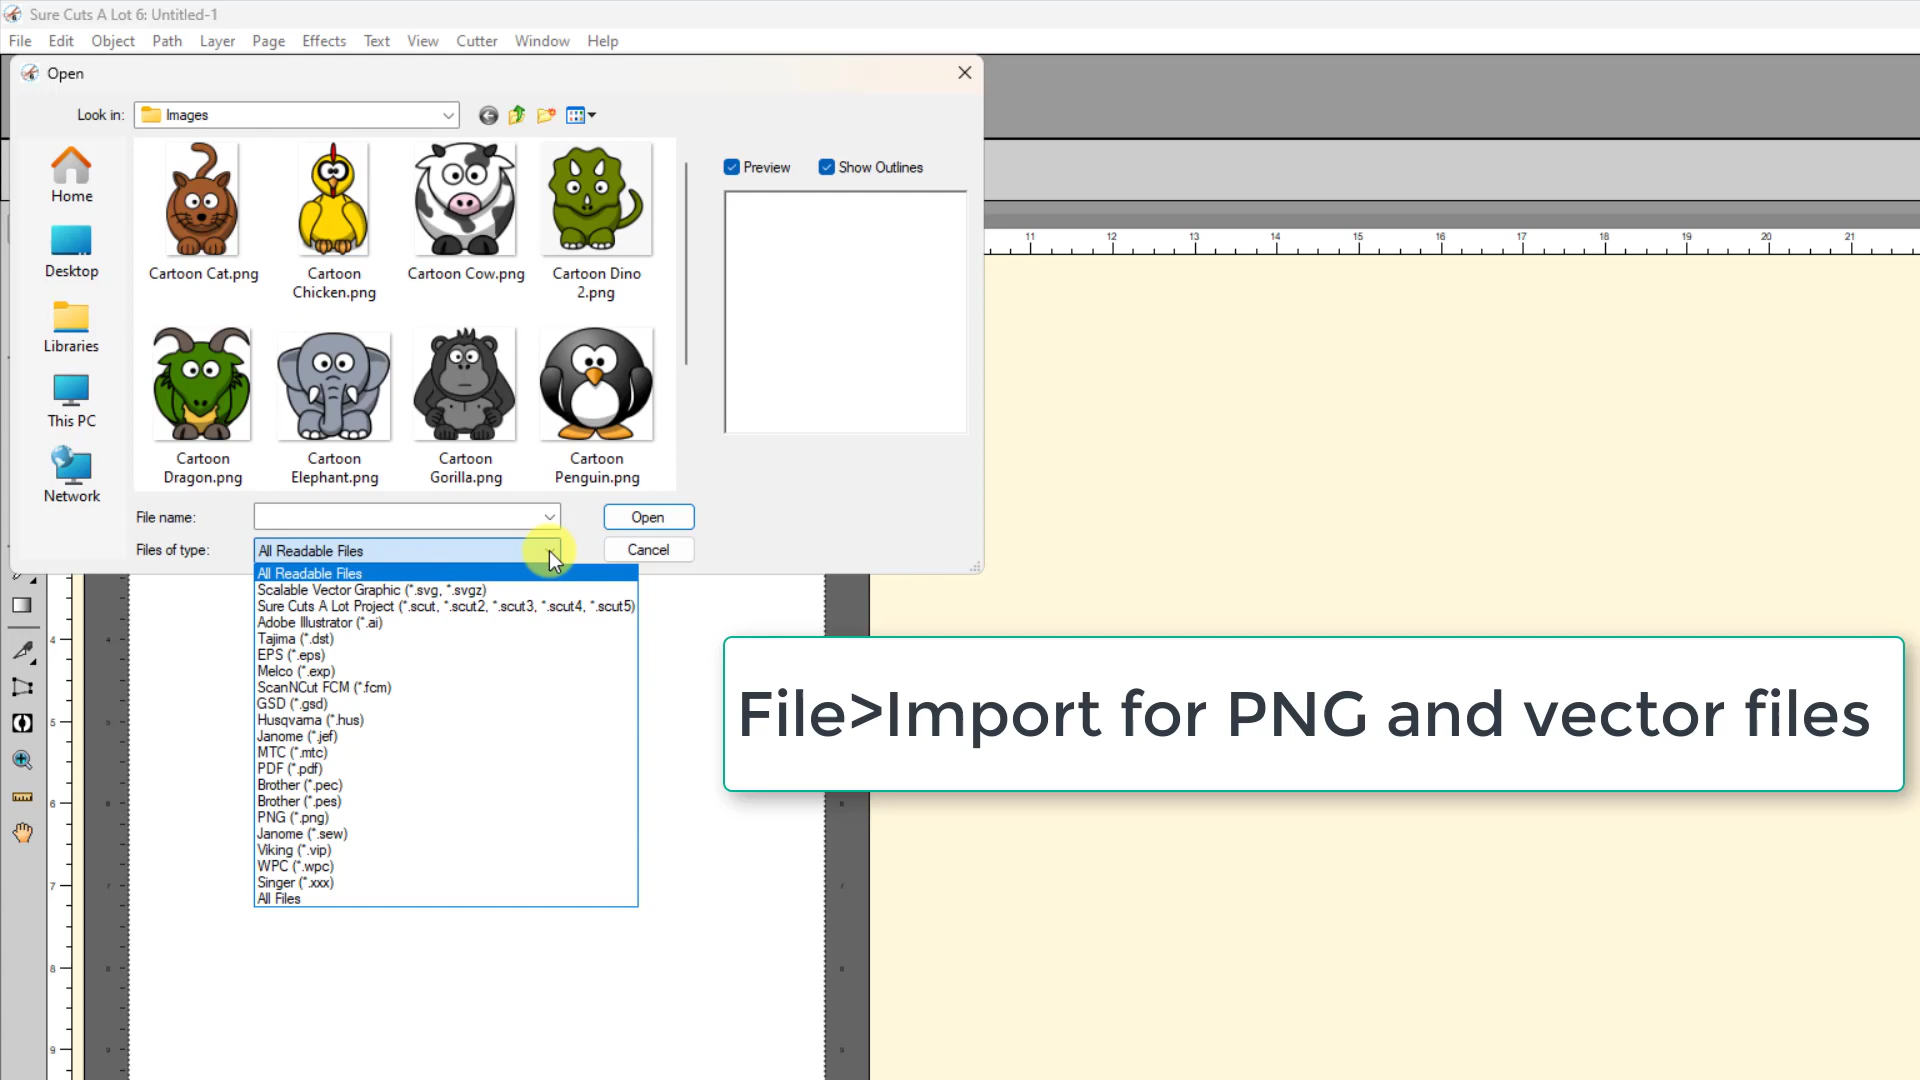 Sure Cuts A Lot 6: Untitled-1
File Edit Object Path Layer Page Effects Text View Cutter Window Help
Open
Look in: Images
Preview Show Outlines
Home
Desktop
Libraries
This PC
Network
Cartoon Cat.png
Cartoon
Chicken.png
Cartoon Cow.png
Cartoon Dino
2.png
Cartoon
Dragon.png
Cartoon
Elephant.png
Cartoon
Gorilla.png
Cartoon
Penguin.png
File name:
Open
Files of type: All Readable Files
Cancel
All Readable Files
Scalable Vector Graphic (*.svg, *.svgz)
Sure Cuts A Lot Project (*.scut, *.scut2, *.scut3, *.scut4, *.scut5)
Adobe Illustrator (*.ai)
Tajima (*.dst)
EPS (*.eps)
Melco (*.exp)
ScanNCut FCM (*.fcm)
GSD (*.gsd)
Husqvarna (*.hus)
Janome (*.jef)
MTC (*.mtc)
PDF (*.pdf)
Brother (*.pec)
Brother (*.pes)
PNG (*.png)
Janome (*.sew)
Viking (*.vip)
WPC (*.wpc)
Singer (*.xxx)
All Files
File>Import for PNG and vector files
11 12 13 14 15 16 17 18 19 20 21
4
5
6
7
8
9